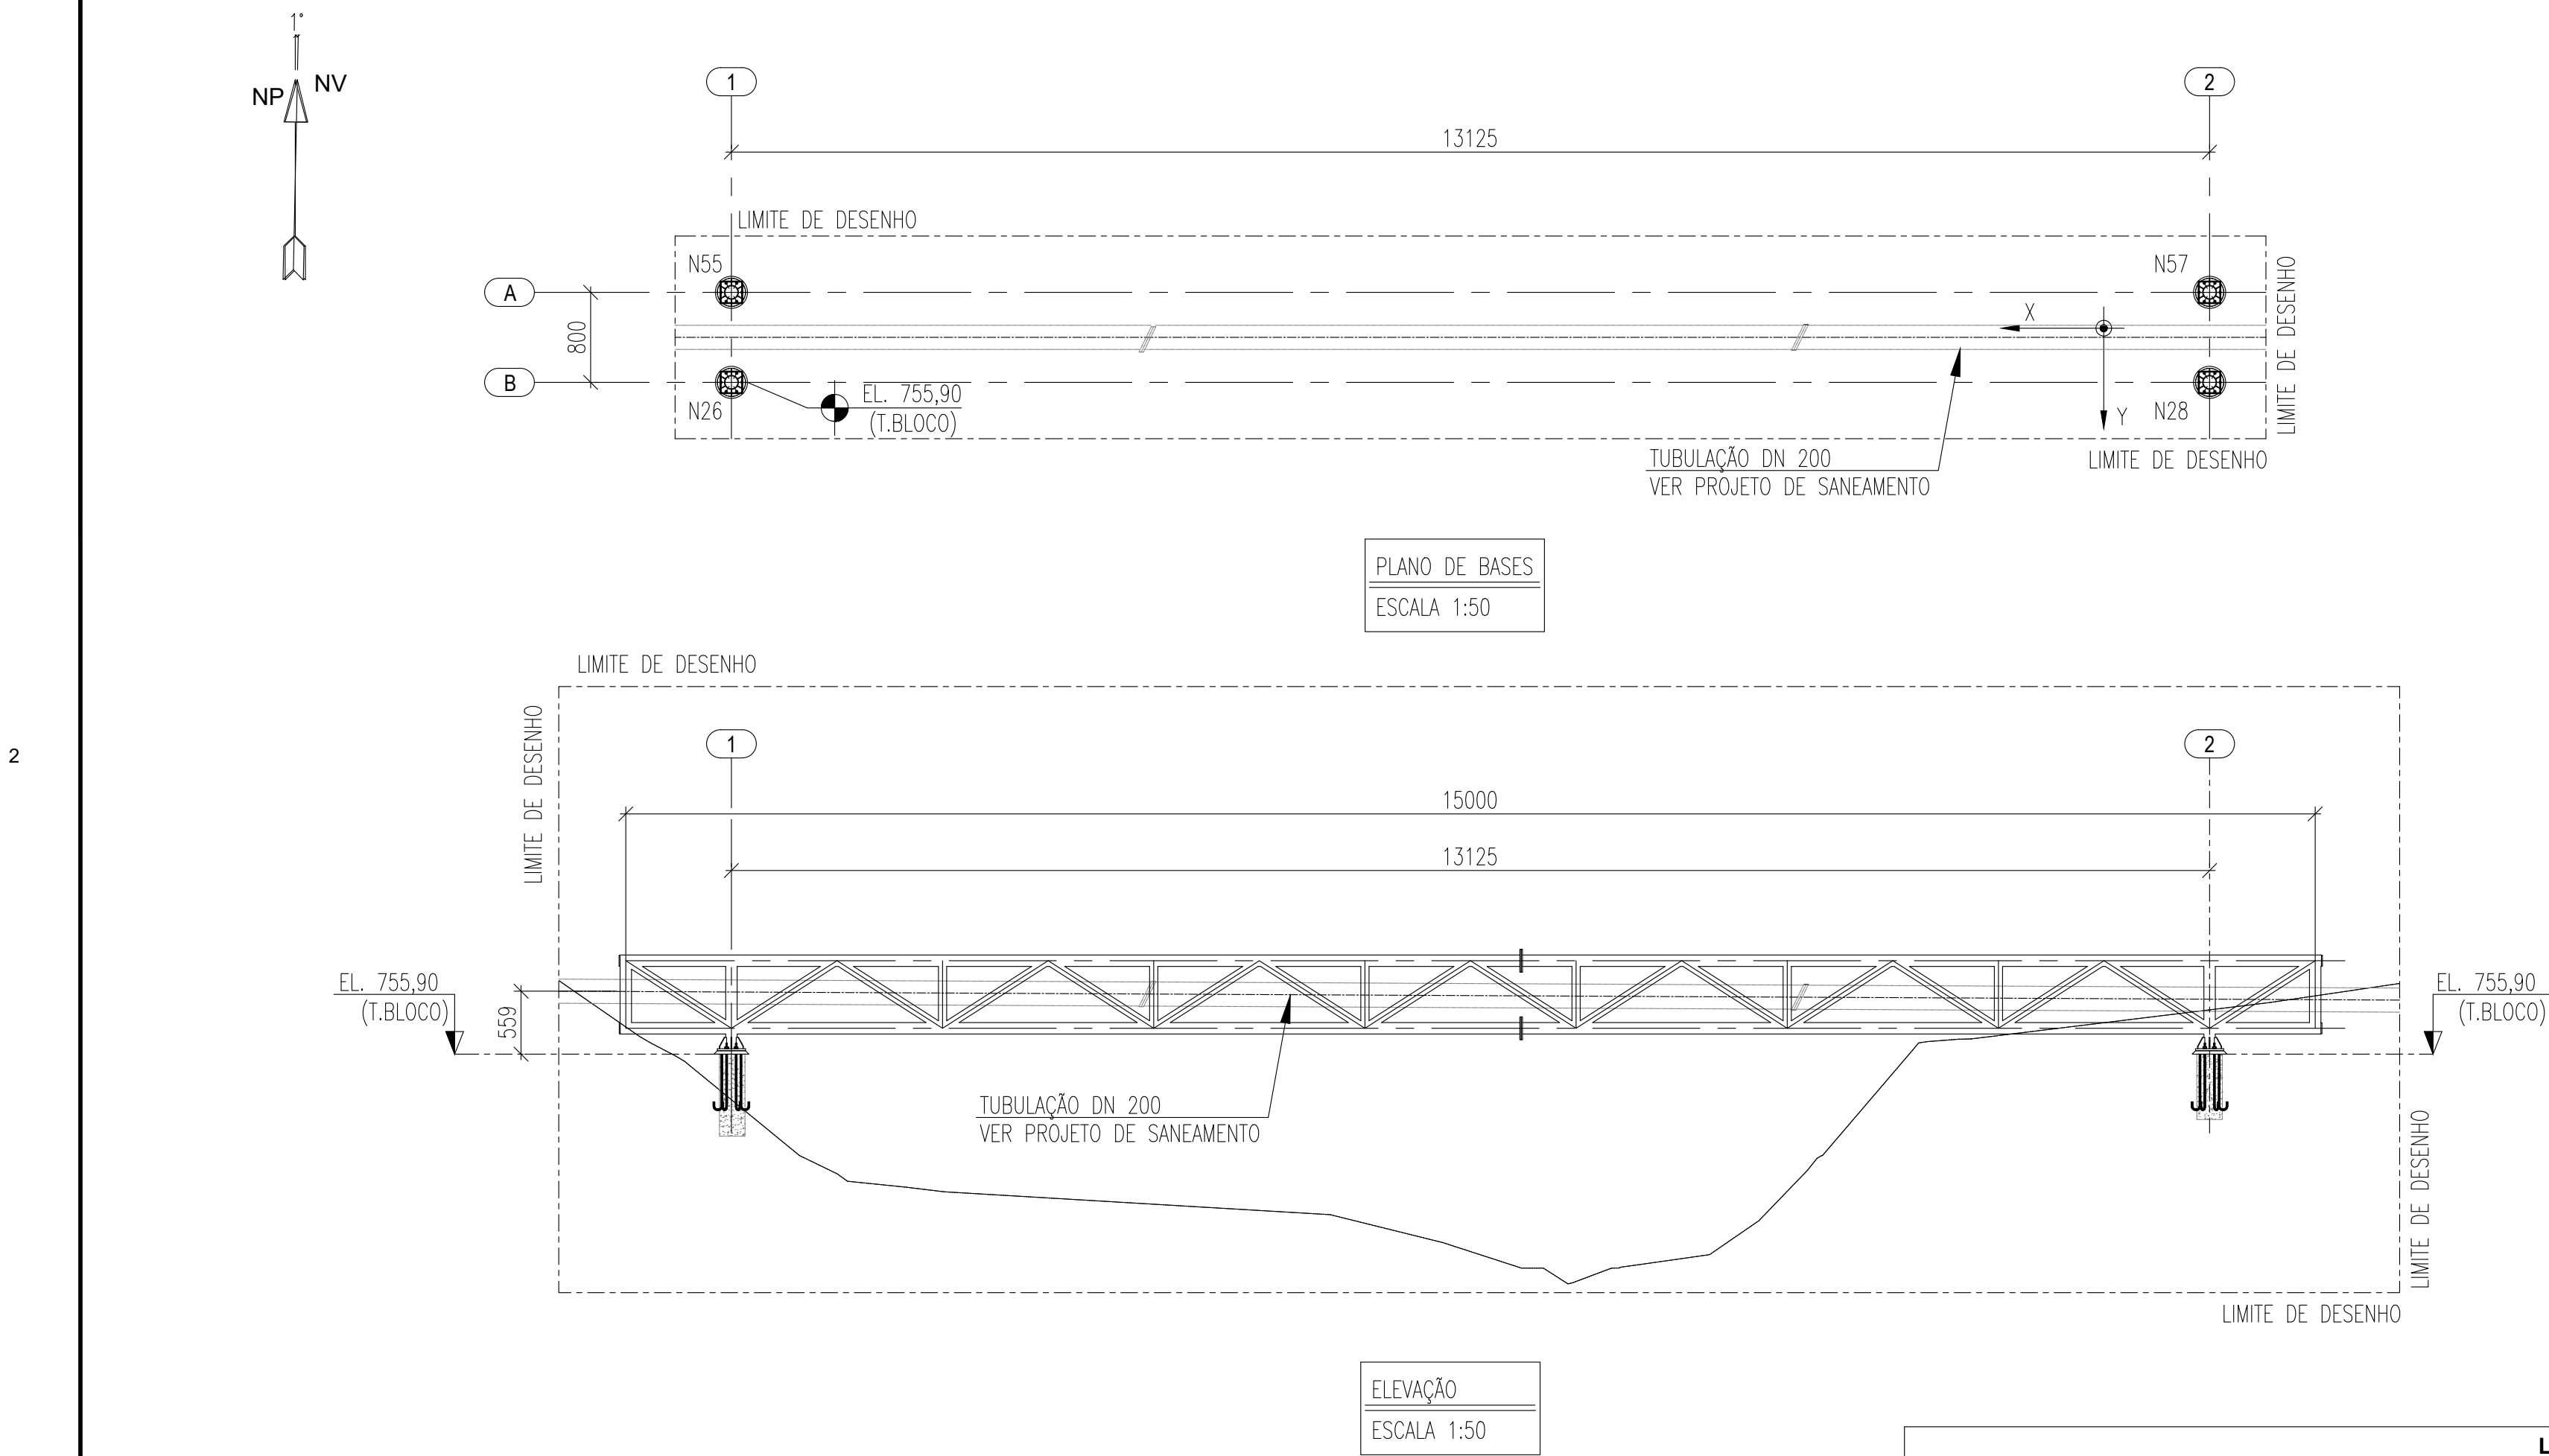 1°
NP
NV
1
2
13125
LIMITE DE DESENHO
N55
N57
A
800
X
LIMITE DE DESENHO
B
N26
EL. 755,90
(T.BLOCO)
Y
N28
TUBULAÇÃO DN 200
VER PROJETO DE SANEAMENTO
LIMITE DE DESENHO
PLANO DE BASES
ESCALA 1:50
LIMITE DE DESENHO
LIMITE DE DESENHO
2
1
2
15000
13125
EL. 755,90
(T.BLOCO)
559
EL. 755,90
(T.BLOCO)
TUBULAÇÃO DN 200
VER PROJETO DE SANEAMENTO
LIMITE DE DESENHO
LIMITE DE DESENHO
ELEVAÇÃO
ESCALA 1:50
L